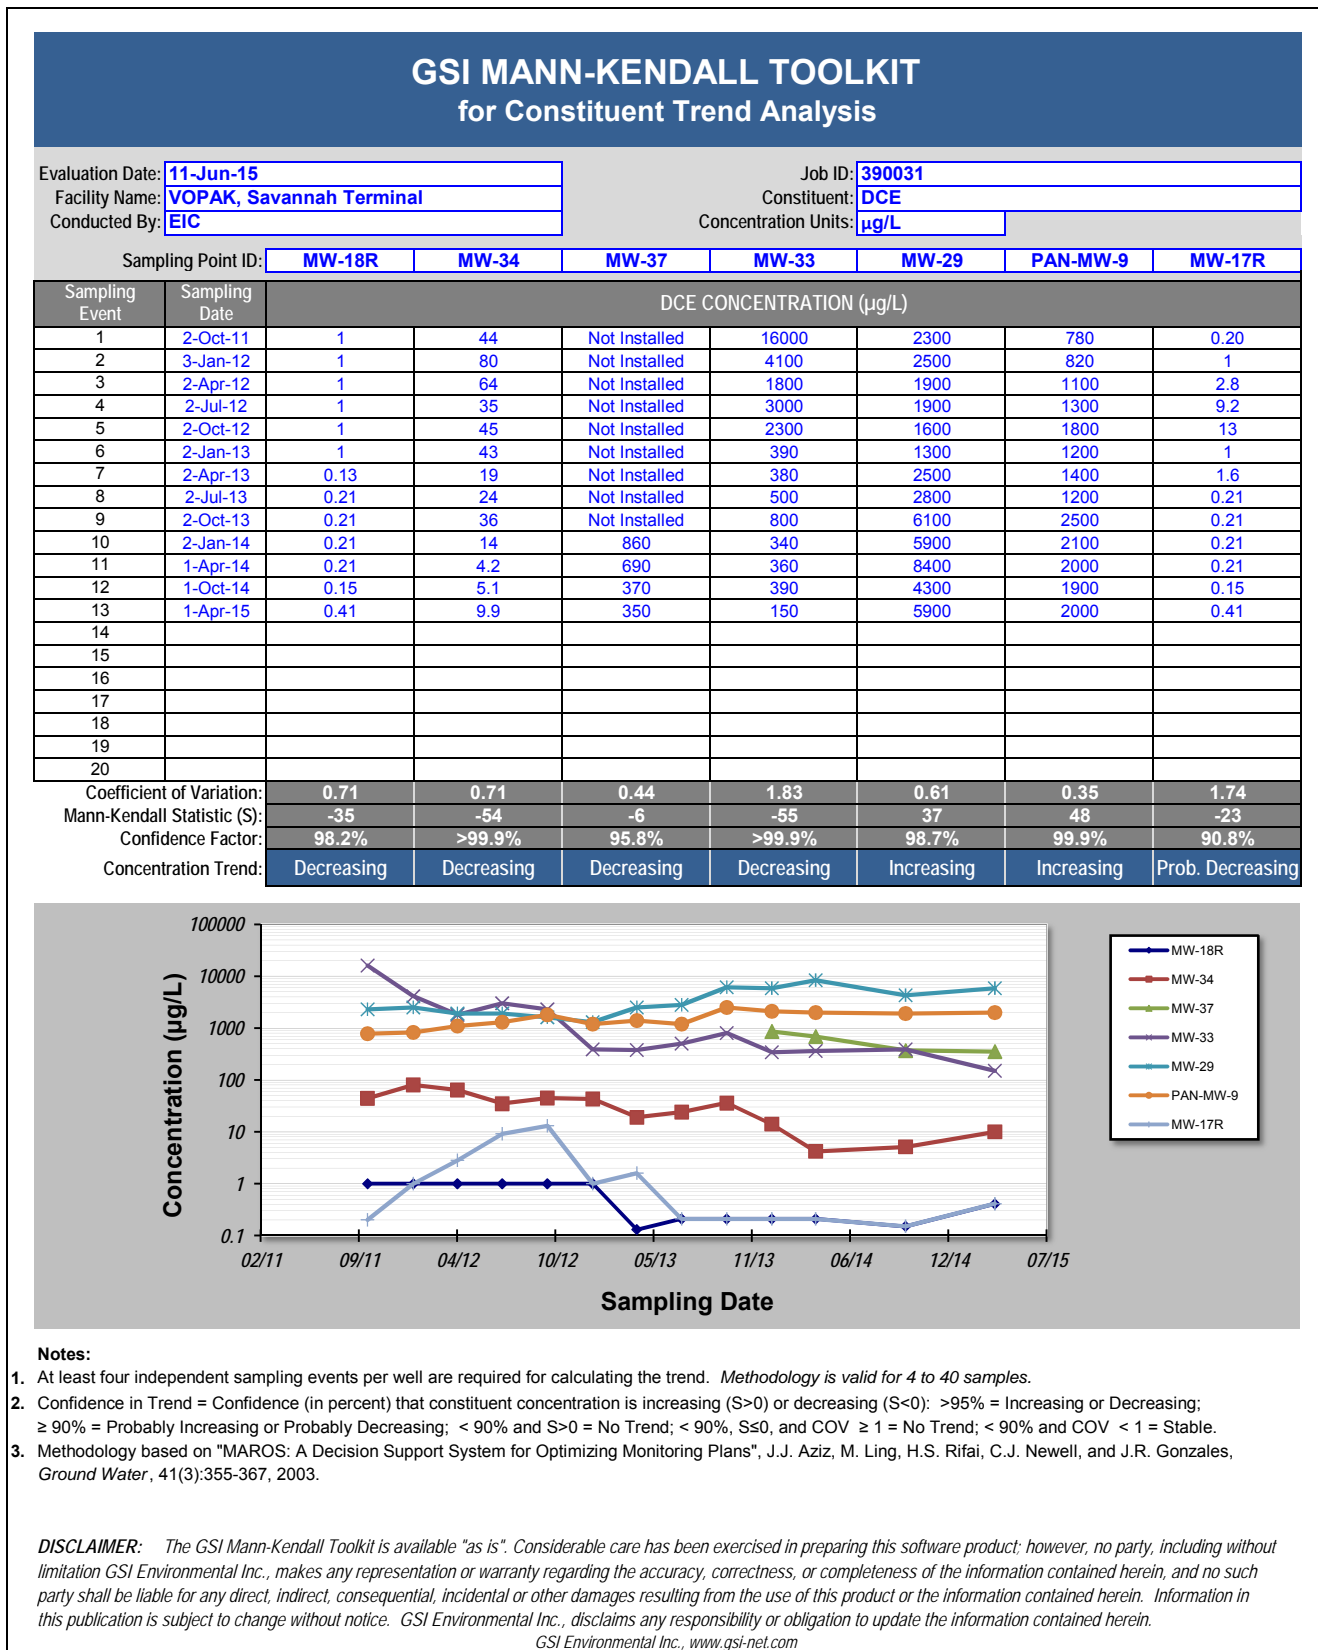 GSI MANN-KENDALL TOOLKIT
for Constituent Trend Analysis
Evaluation Date: 11-Jun-15 Job ID: 390031
Facility Name: VOPAK, Savannah Terminal Constituent: DCE
Conducted By: EIC Concentration Units: µg/L
Sampling Point ID: MW-18R MW-34 MW-37 MW-33 MW-29 PAN-MW-9 MW-17R
Sampling Event Sampling Date DCE CONCENTRATION (µg/L)
1 2-Oct-11 1 44 Not Installed 16000 2300 780 0.20
2 3-Jan-12 1 80 Not Installed 4100 2500 820 1
3 2-Apr-12 1 64 Not Installed 1800 1900 1100 2.8
4 2-Jul-12 1 35 Not Installed 3000 1900 1300 9.2
5 2-Oct-12 1 45 Not Installed 2300 1600 1800 13
6 2-Jan-13 1 43 Not Installed 390 1300 1200 1
7 2-Apr-13 0.13 19 Not Installed 380 2500 1400 1.6
8 2-Jul-13 0.21 24 Not Installed 500 2800 1200 0.21
9 2-Oct-13 0.21 36 Not Installed 800 6100 2500 0.21
10 2-Jan-14 0.21 14 860 340 5900 2100 0.21
11 1-Apr-14 0.21 4.2 690 360 8400 2000 0.21
12 1-Oct-14 0.15 5.1 370 390 4300 1900 0.15
13 1-Apr-15 0.41 9.9 350 150 5900 2000 0.41
14
15
16
17
18
19
20
Coefficient of Variation: 0.71 0.71 0.44 1.83 0.61 0.35 1.74
Mann-Kendall Statistic (S): -35 -54 -6 -55 37 48 -23
Confidence Factor: 98.2% >99.9% 95.8% >99.9% 98.7% 99.9% 90.8%
Concentration Trend: Decreasing Decreasing Decreasing Decreasing Increasing Increasing Prob. Decreasing
Concentration (µg/L)
100000
10000
1000
100
10
1
0.1
02/11 09/11 04/12 10/12 05/13 11/13 06/14 12/14 07/15
Sampling Date
MW-18R
MW-34
MW-37
MW-33
MW-29
PAN-MW-9
MW-17R
Notes:
1. At least four independent sampling events per well are required for calculating the trend. Methodology is valid for 4 to 40 samples.
2. Confidence in Trend = Confidence (in percent) that constituent concentration is increasing (S>0) or decreasing (S<0): >95% = Increasing or Decreasing;
≥ 90% = Probably Increasing or Probably Decreasing; < 90% and S>0 = No Trend; < 90%, S≤0, and COV ≥ 1 = No Trend; < 90% and COV < 1 = Stable.
3. Methodology based on "MAROS: A Decision Support System for Optimizing Monitoring Plans", J.J. Aziz, M. Ling, H.S. Rifai, C.J. Newell, and J.R. Gonzales,
Ground Water, 41(3):355-367, 2003.
DISCLAIMER: The GSI Mann-Kendall Toolkit is available "as is". Considerable care has been exercised in preparing this software product; however, no party, including without
limitation GSI Environmental Inc., makes any representation or warranty regarding the accuracy, correctness, or completeness of the information contained herein, and no such
party shall be liable for any direct, indirect, consequential, incidental or other damages resulting from the use of this product or the information contained herein. Information in
this publication is subject to change without notice. GSI Environmental Inc., disclaims any responsibility or obligation to update the information contained herein.
GSI Environmental Inc., www.gsi-net.com